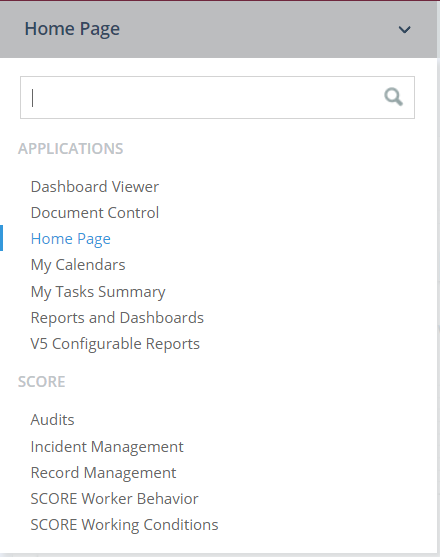 Home Page
APPLICATIONS
Dashboard Viewer
Document Control
Home Page
My Calendars
My Tasks Summary
Reports and Dashboards
V5 Configurable Reports
SCORE
Audits
Incident Management
Record Management
SCORE Worker Behavior
SCORE Working Conditions